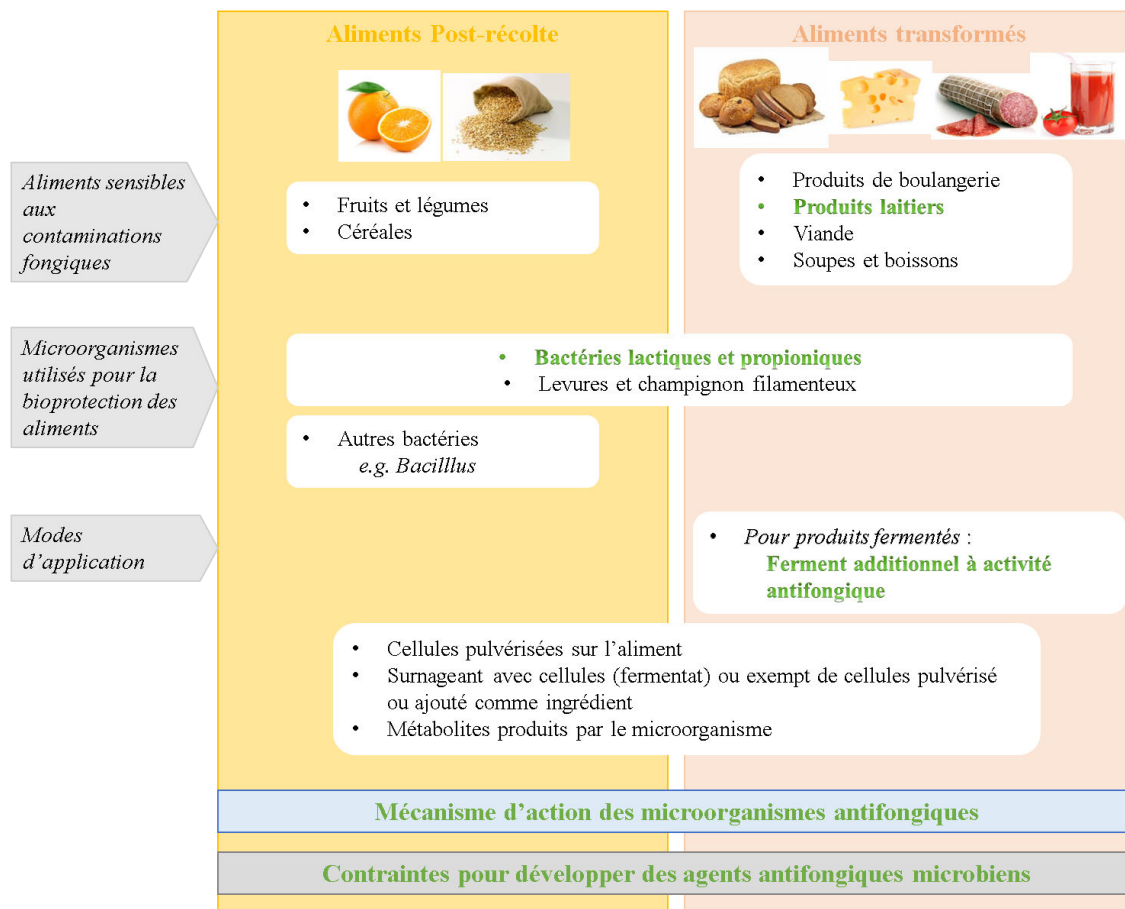 Aliments Post-récolte
Aliments transformés
Aliments sensibles
aux
contaminations
fongiques
• Fruits et légumes
• Céréales
• Produits de boulangerie
• Produits laitiers
• Viande
• Soupes et boissons
Microorganismes
utilisés pour la
bioprotection des
aliments
• Bactéries lactiques et propioniques
• Levures et champignon filamenteux
• Autres bactéries
e.g. Bacilllus
Modes
d’application
• Pour produits fermentés :
Ferment additionnel à activité
antifongique
• Cellules pulvérisées sur l’aliment
• Surnageant avec cellules (fermentat) ou exempt de cellules pulvérisé
ou ajouté comme ingrédient
• Métabolites produits par le microorganisme
Mécanisme d’action des microorganismes antifongiques
Contraintes pour développer des agents antifongiques microbiens